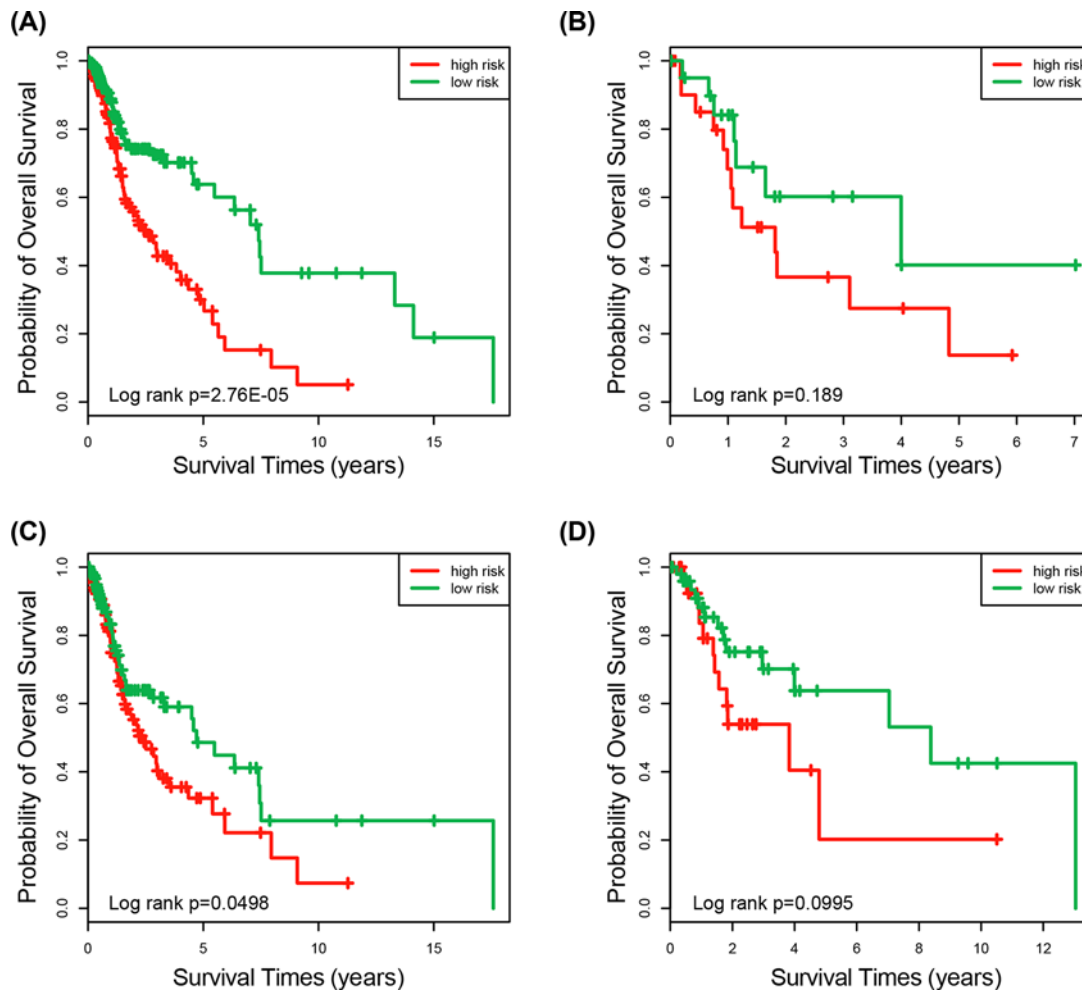 (A)
high risk
low risk
Probability of Overall Survival
0.0 0.2 0.4 0.6 0.8 1.0
Log rank p=2.76E-05
0 5 10 15
Survival Times (years)
(B)
high risk
low risk
Probability of Overall Survival
0.0 0.2 0.4 0.6 0.8 1.0
Log rank p=0.189
0 1 2 3 4 5 6 7
Survival Times (years)
(C)
high risk
low risk
Probability of Overall Survival
0.0 0.2 0.4 0.6 0.8 1.0
Log rank p=0.0498
0 5 10 15
Survival Times (years)
(D)
high risk
low risk
Probability of Overall Survival
0.0 0.2 0.4 0.6 0.8 1.0
Log rank p=0.0995
0 2 4 6 8 10 12
Survival Times (years)